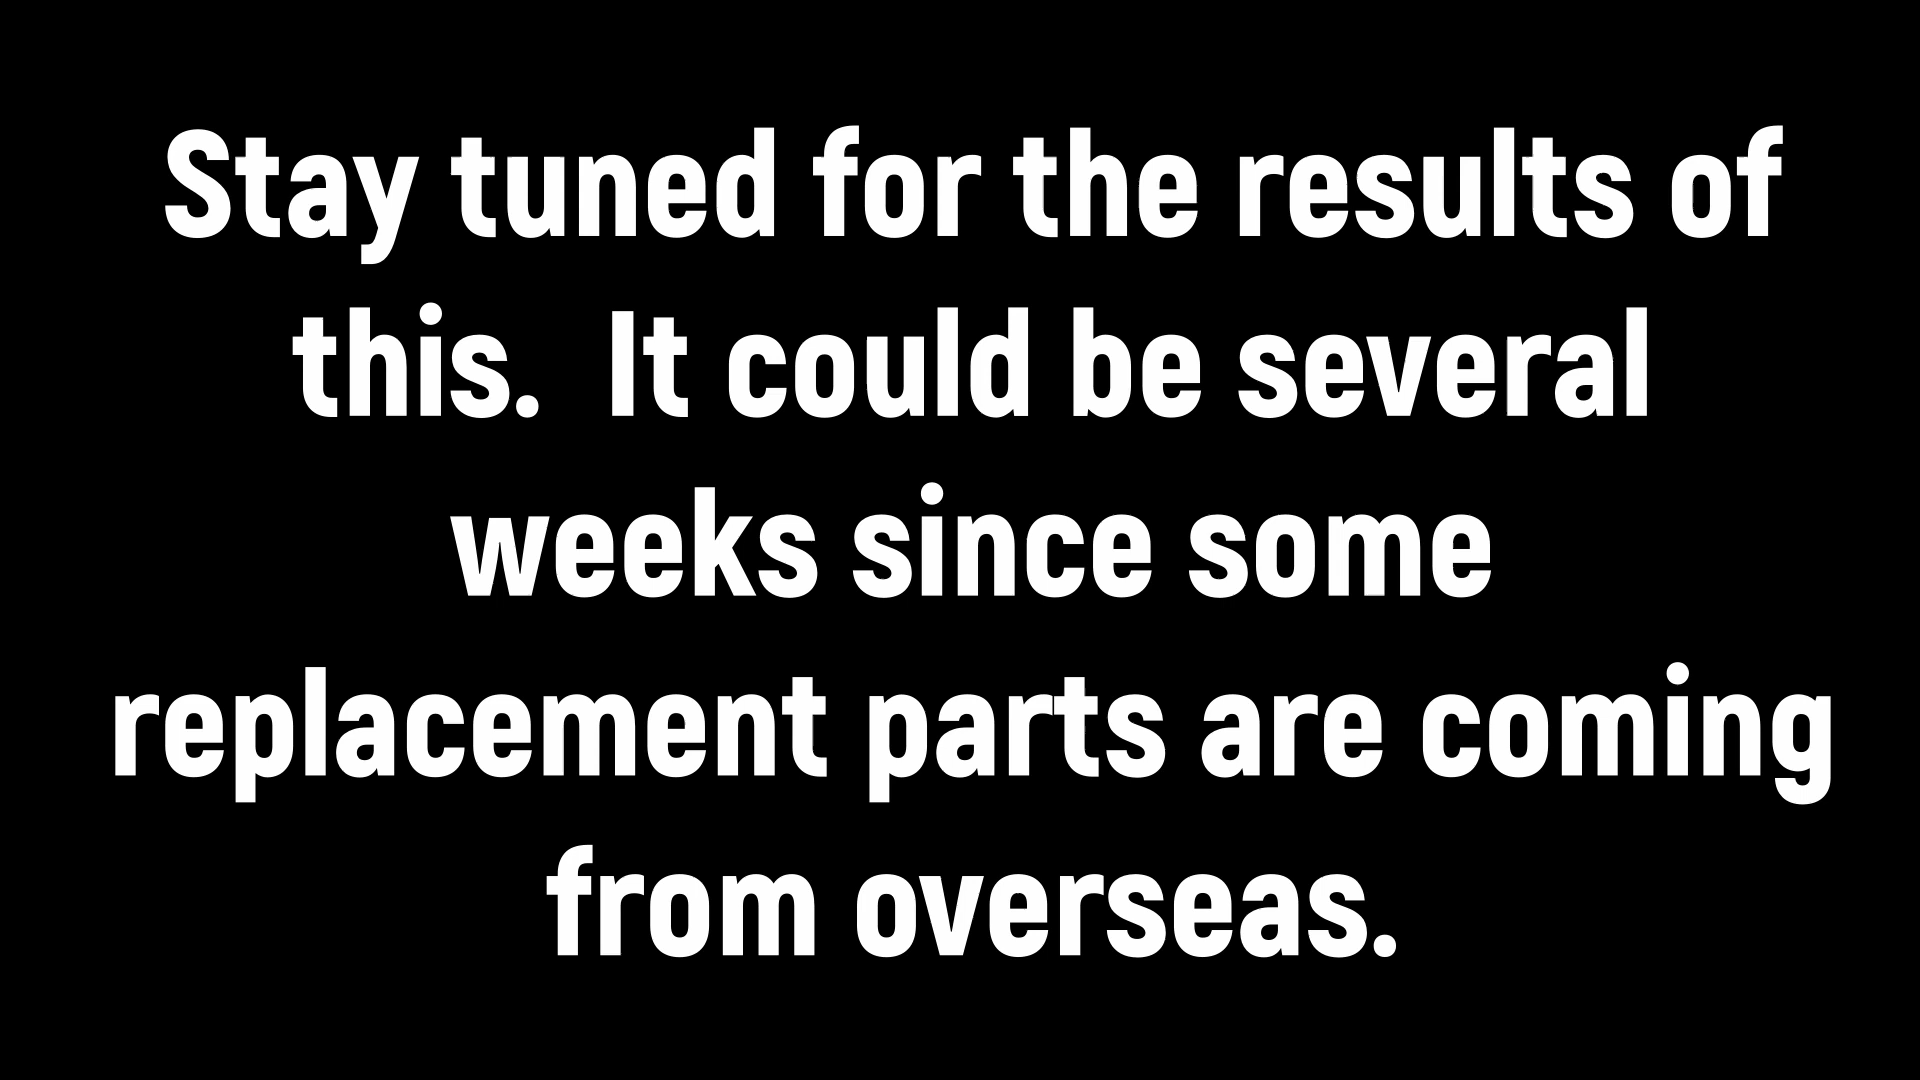 Stay tuned for the results of
this.  It could be several
weeks since some
replacement parts are coming
from overseas.